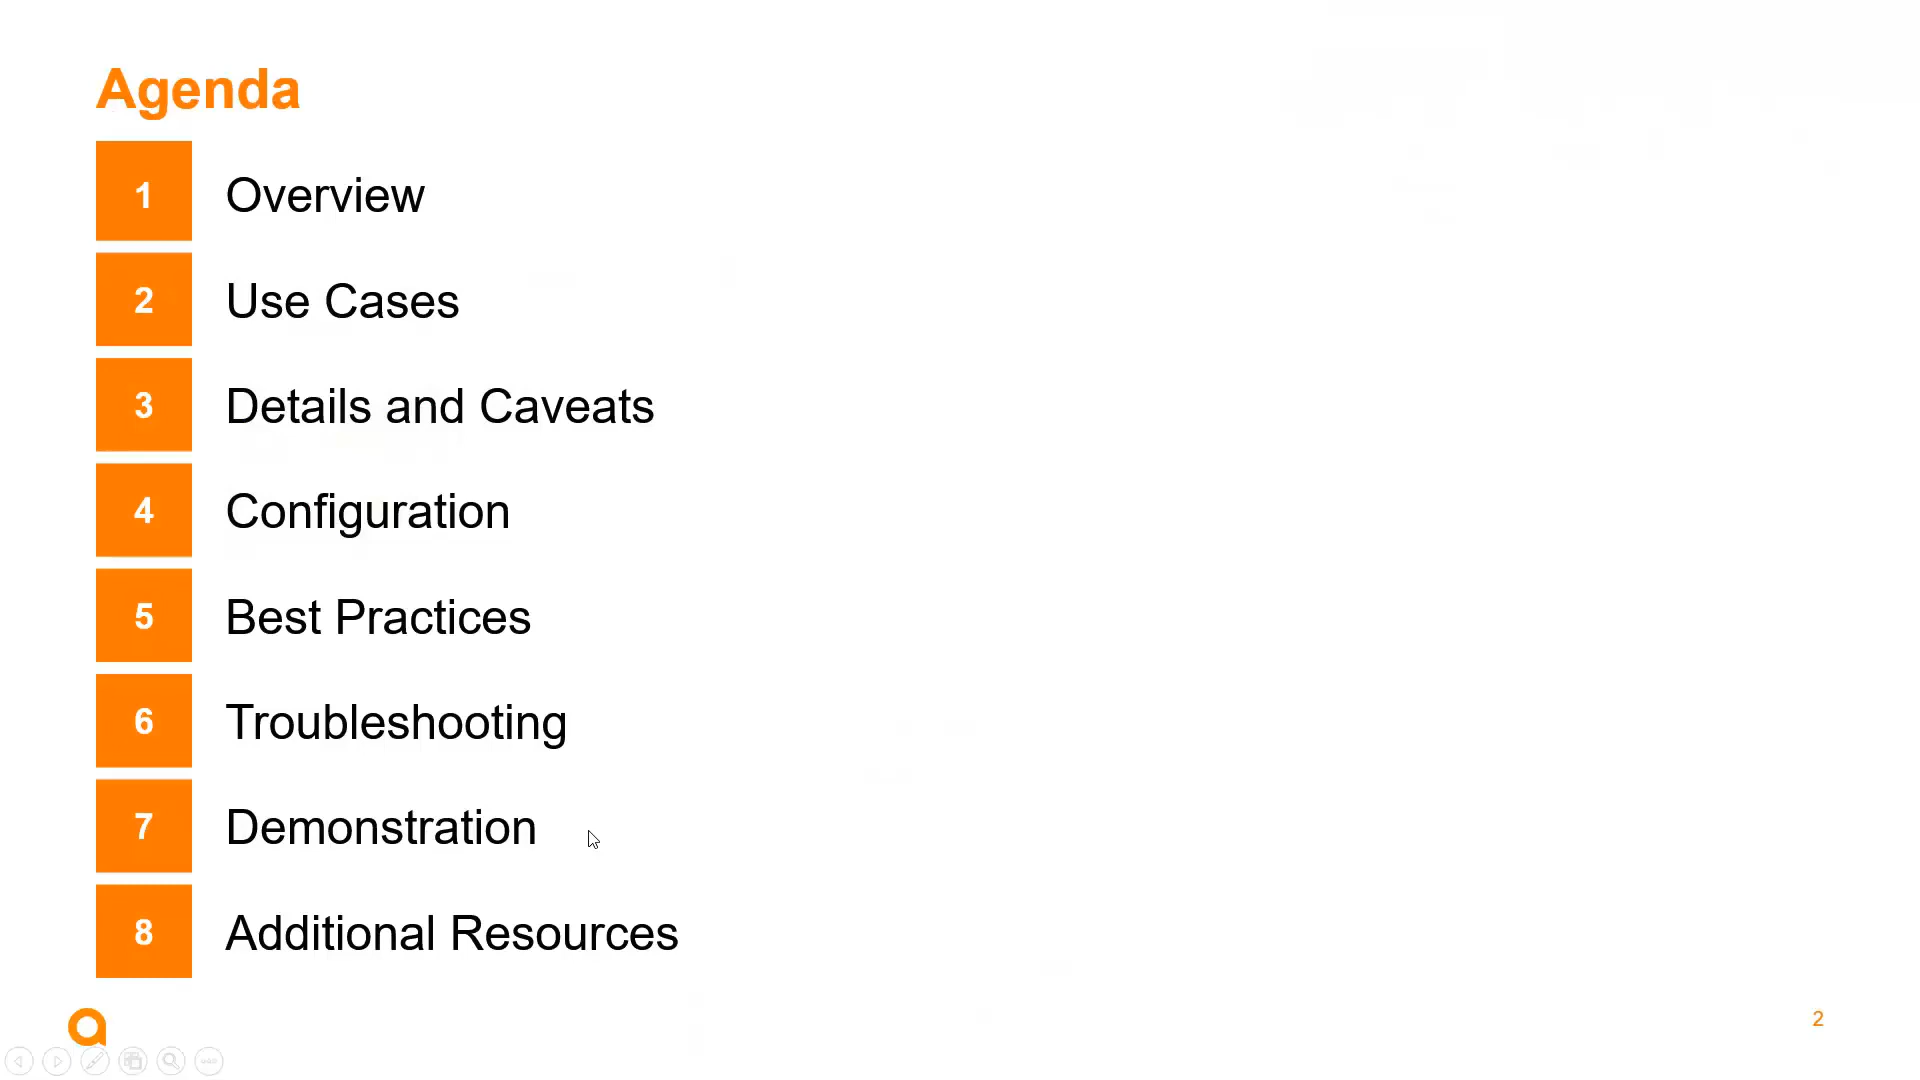 Agenda
1 Overview
2 Use Cases
3 Details and Caveats
4 Configuration
5 Best Practices
6 Troubleshooting
7 Demonstration
8 Additional Resources
2